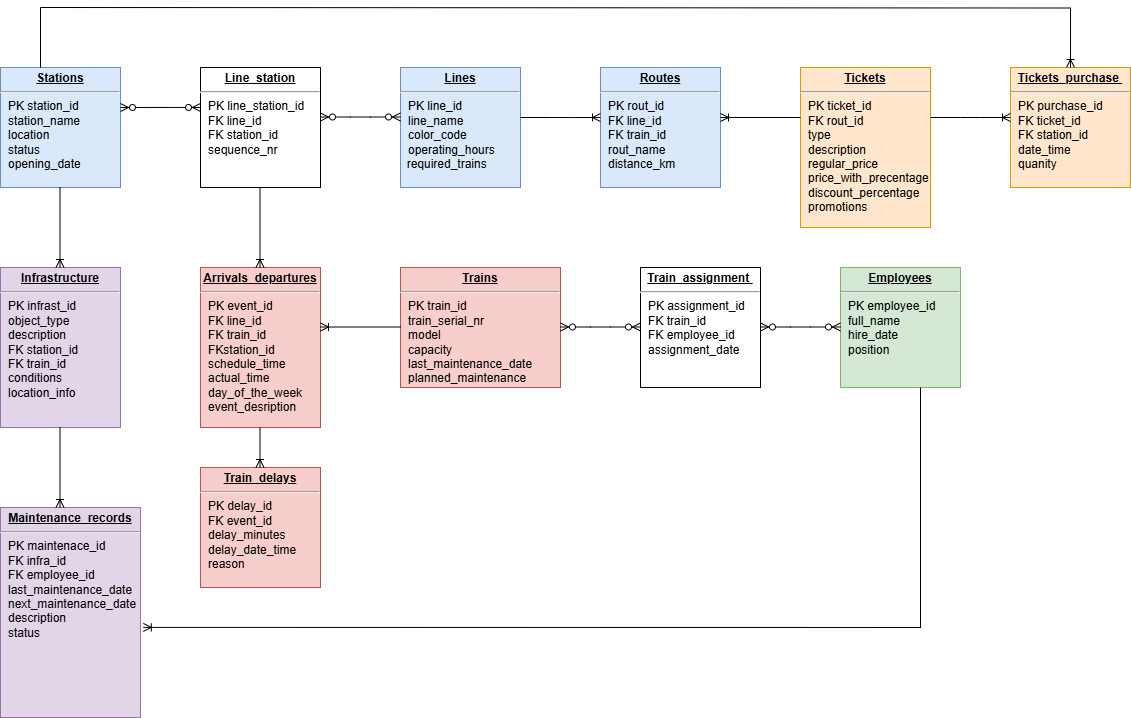 Stations
PK station_id
station_name
location
status
opening_date
Line_station
PK line_station_id
FK line_id
FK station_id
sequence_nr
Lines
PK line_id
line_name
color_code
operating_hours
required_trains
Routes
PK rout_id
FK line_id
FK train_id
rout_name
distance_km
Tickets
PK ticket_id
FK rout_id
type
description
regular_price
price_with_precentage
discount_percentage
promotions
Tickets_purchase
PK purchase_id
FK ticket_id
FK station_id
date_time
quanity
Infrastructure
PK infrast_id
object_type
description
FK station_id
FK train_id
conditions
location_info
Arrivals_departures
PK event_id
FK line_id
FK train_id
FKstation_id
schedule_time
actual_time
day_of_the_week
event_desription
Trains
PK train_id
train_serial_nr
model
capacity
last_maintenance_date
planned_maintenance
Train_assignment
PK assignment_id
FK train_id
FK employee_id
assignment_date
Employees
PK employee_id
full_name
hire_date
position
Maintenance_records
PK maintenace_id
FK infra_id
FK employee_id
last_maintenance_date
next_maintenance_date
description
status
Train_delays
PK delay_id
FK event_id
delay_minutes
delay_date_time
reason